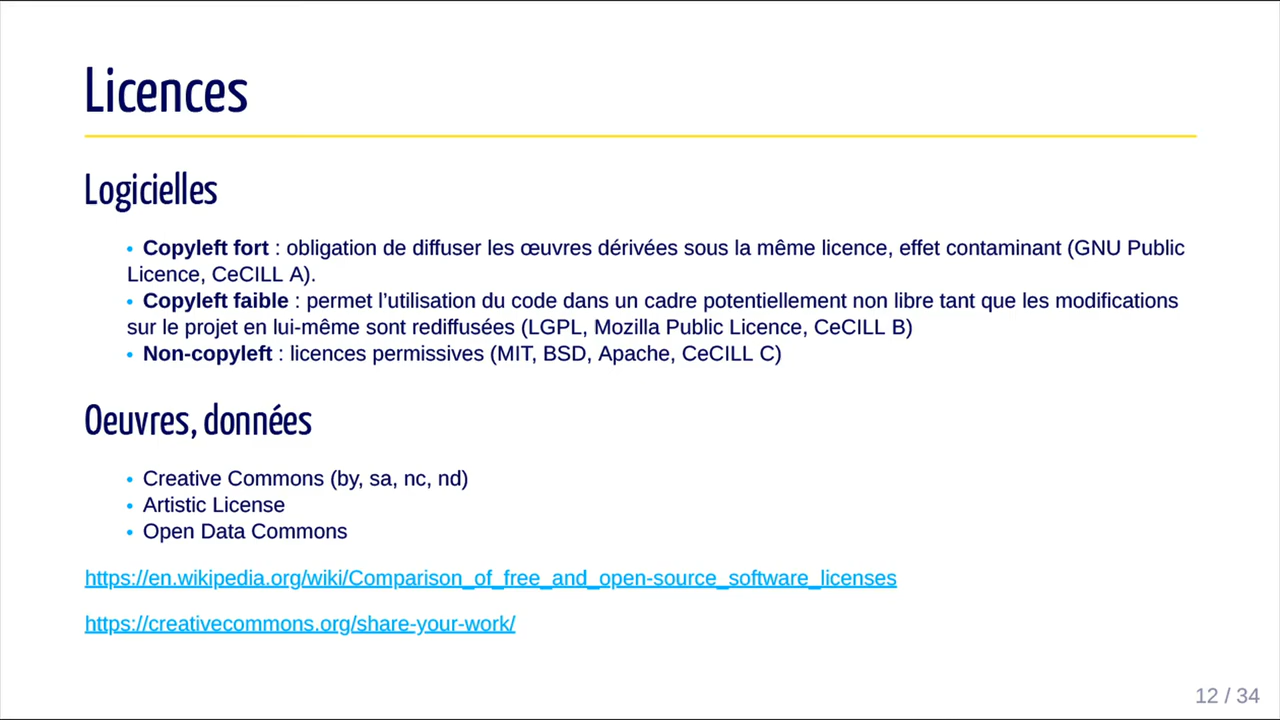 Licences
Logicielles
• Copyleft fort : obligation de diffuser les œuvres dérivées sous la même licence, effet contaminant (GNU Public
Licence, CeCILL A).
• Copyleft faible : permet l’utilisation du code dans un cadre potentiellement non libre tant que les modifications
sur le projet en lui-même sont rediffusées (LGPL, Mozilla Public Licence, CeCILL B)
• Non-copyleft : licences permissives (MIT, BSD, Apache, CeCILL C)
Oeuvres, données
• Creative Commons (by, sa, nc, nd)
• Artistic License
• Open Data Commons
https://en.wikipedia.org/wiki/Comparison_of_free_and_open-source_software_licenses
https://creativecommons.org/share-your-work/
12 / 34